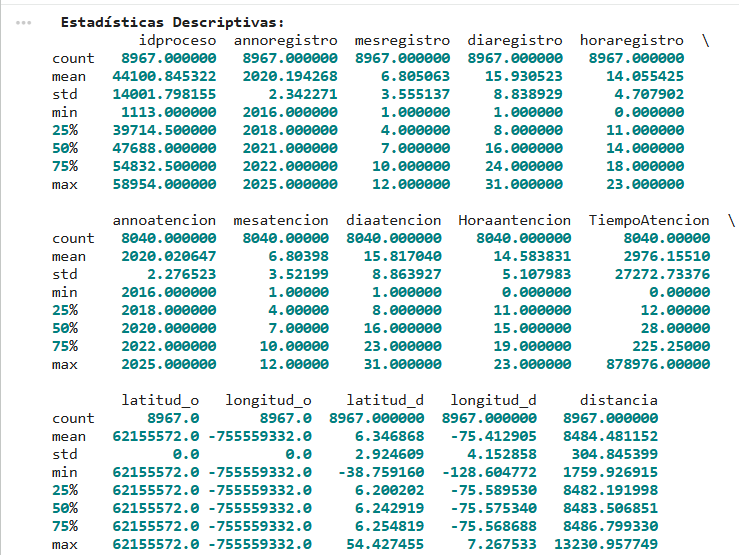 Estadísticas Descriptivas:
idproceso annoregistro mesregistro diaregistro horaregistro \
count 8967.000000 8967.000000 8967.000000 8967.000000 8967.000000
mean 44100.845322 2020.194268 6.805063 15.930523 14.055425
std 14001.798155 2.342271 3.555137 8.838929 4.707902
min 1113.000000 2016.000000 1.000000 1.000000 0.000000
25% 39714.500000 2018.000000 4.000000 8.000000 11.000000
50% 47688.000000 2021.000000 7.000000 16.000000 14.000000
75% 54832.500000 2022.000000 10.000000 24.000000 18.000000
max 58954.000000 2025.000000 12.000000 31.000000 23.000000
annoatencion mesatencion diaatencion Horaantencion TiempoAtencion \
count 8040.000000 8040.00000 8040.000000 8040.000000 8040.00000
mean 2020.020647 6.80398 15.817040 14.583831 2976.15510
std 2.276523 3.52199 8.863927 5.107983 27272.73376
min 2016.000000 1.00000 1.000000 0.000000 0.00000
25% 2018.000000 4.00000 8.000000 11.000000 12.00000
50% 2020.000000 7.00000 16.000000 15.000000 28.00000
75% 2022.000000 10.00000 23.000000 19.000000 225.25000
max 2025.000000 12.00000 31.000000 23.000000 878976.00000
latitud_o longitud_o latitud_d longitud_d distancia
count 8967.0 8967.0 8967.000000 8967.000000 8967.000000
mean 62155572.0 -755559332.0 6.346868 -75.412905 8484.481152
std 0.0 0.0 2.924609 4.152858 304.845399
min 62155572.0 -755559332.0 -38.759160 -128.604772 1759.926915
25% 62155572.0 -755559332.0 6.200202 -75.589530 8482.191998
50% 62155572.0 -755559332.0 6.242919 -75.575340 8483.506851
75% 62155572.0 -755559332.0 6.254819 -75.568688 8486.799330
max 62155572.0 -755559332.0 54.427455 7.267533 13230.957749